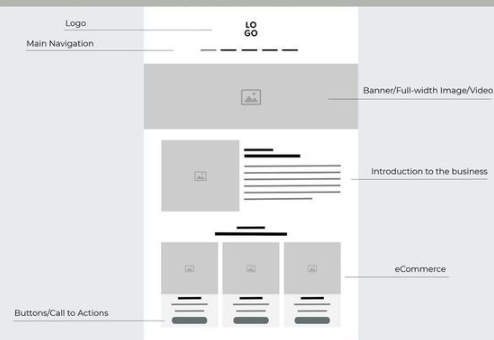 Logo
LO
GO
Main Navigation
Banner/Full-width Image/Video
Introduction to the business
eCommerce
Buttons/Call to Actions